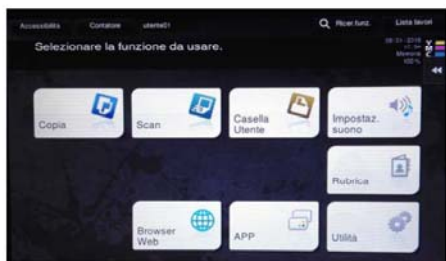 Accessibilità Contatore utente01 Ricer.funz. Lista lavori
Selezionare la funzione da usare.
Memoria
100%
Y
M
C
Copia
Scan
Casella
Utente
Impostaz.
suono
Rubrica
Browser
Web
APP
Utilità